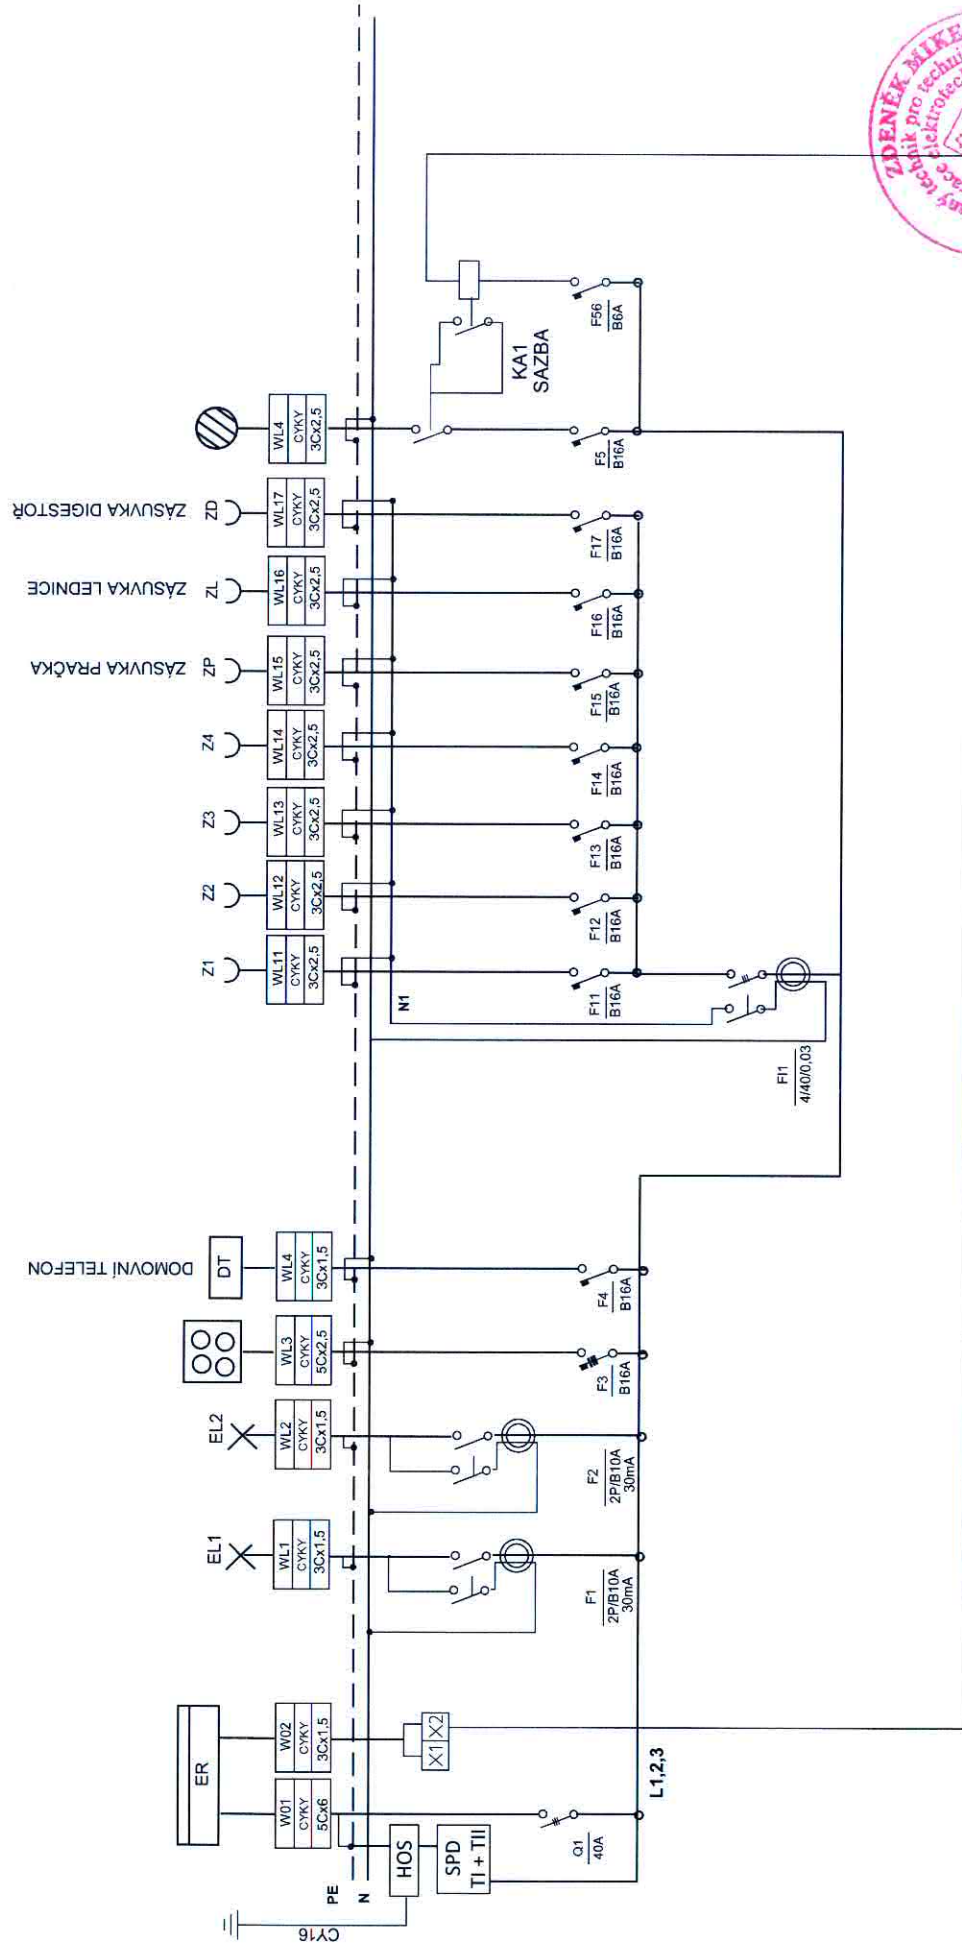 ER
W01
CYKY
5Cx6
W02
CYKY
3Cx1,5
EL1
WL1
CYKY
3Cx1,5
EL2
WL2
CYKY
3Cx1,5
WL3
CYKY
5Cx2,5
DOMOVNÍ TELEFON
DT
WL4
CYKY
3Cx1,5
Z1
WL11
CYKY
3Cx2,5
Z2
WL12
CYKY
3Cx2,5
Z3
WL13
CYKY
3Cx2,5
Z4
WL14
CYKY
3Cx2,5
ZÁSUVKA PRAČKA
ZP
WL15
CYKY
3Cx2,5
ZÁSUVKA LEDNICE
ZL
WL16
CYKY
3Cx2,5
ZÁSUVKA DIGESTOŘ
ZD
WL17
CYKY
3Cx2,5
WL4
CYKY
3Cx2,5
PE
N
CY16
HOS
SPD
TI + TII
X1 X2
N1
KA1
SAZBA
Q1
40A
L1,2,3
F1
2P/B10A
30mA
F2
2P/B10A
30mA
F3
B16A
F4
B16A
FI1
4/40/0,03
F11
B16A
F12
B16A
F13
B16A
F14
B16A
F15
B16A
F16
B16A
F17
B16A
F5
B16A
F56
B6A
ZDENĚK MIKE
technik pro techni
elektrotec